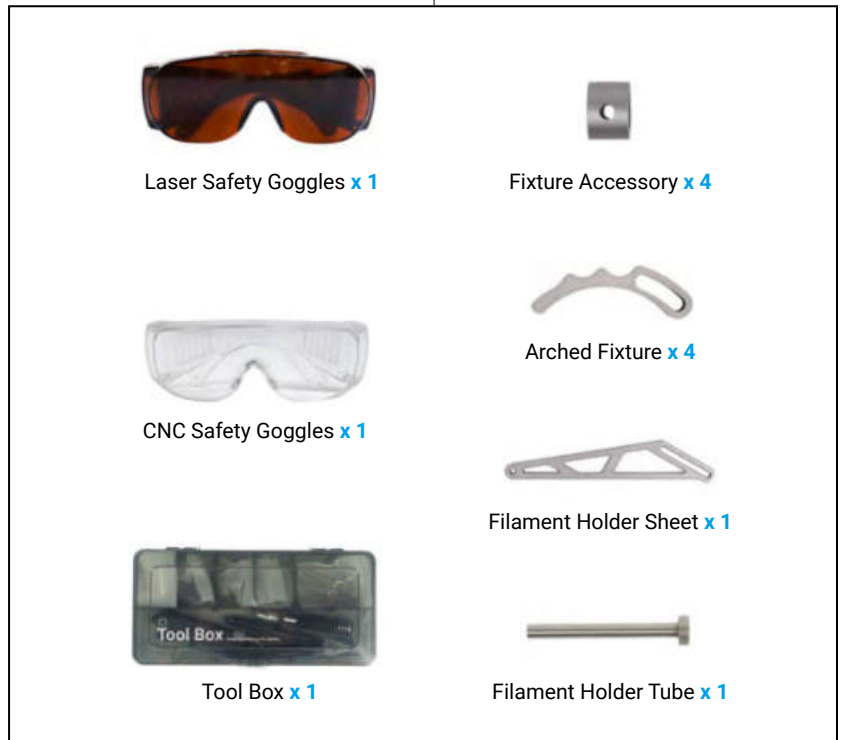 Laser Safety Goggles x 1
Fixture Accessory x 4
Arched Fixture x 4
CNC Safety Goggles x 1
Filament Holder Sheet x 1
Tool Box
Tool Box x 1
Filament Holder Tube x 1